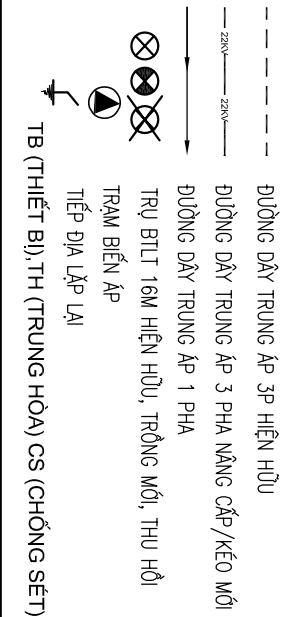 ĐƯỜNG DÂY TRUNG ÁP 3P HIỆN HỮU
22KV 22KV ĐƯỜNG DÂY TRUNG ÁP 3 PHA NÂNG CẤP/KÉO MỚI
ĐƯỜNG DÂY TRUNG ÁP 1 PHA
TRỤ BTLT 16M HIỆN HỮU, TRỒNG MỚI, THU HỒI
TRẠM BIẾN ÁP
TIẾP ĐỊA LẶP LẠI
TB (THIẾT BỊ),TH (TRUNG HÒA) CS (CHỐNG SÉT)